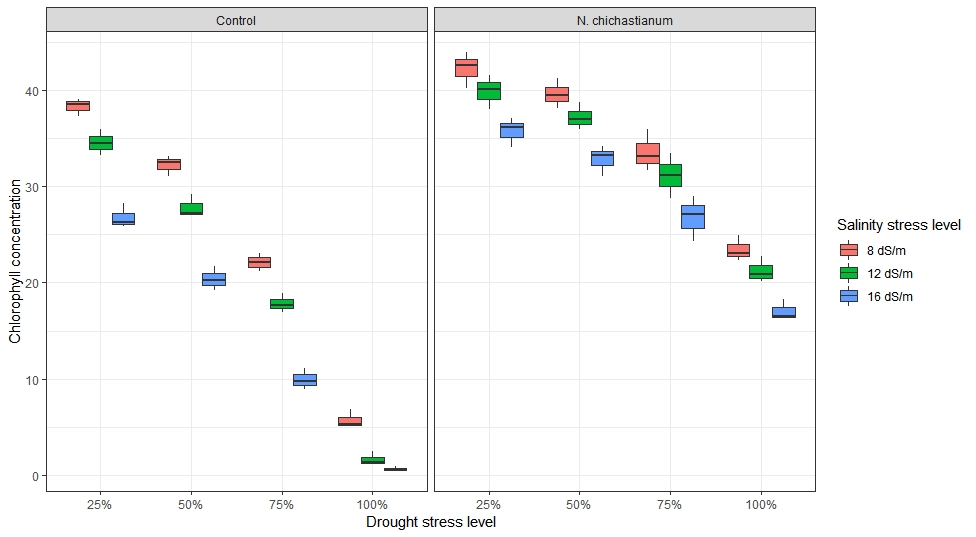 Control
N. chichastianum
Chlorophyll concentration
40
30
20
10
0
25%
50%
75%
100%
25%
50%
75%
100%
Drought stress level
Salinity stress level
8 dS/m
12 dS/m
16 dS/m